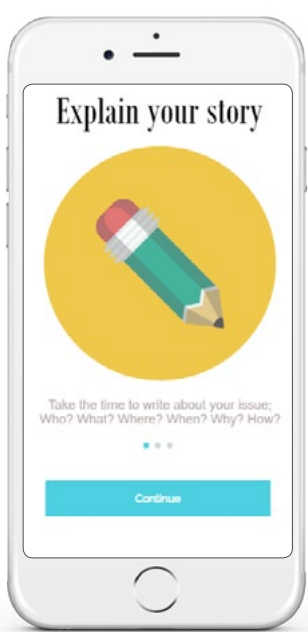 Explain your story
Take the time to write about your issue;
Who? What? Where? When? Why? How?
Continue